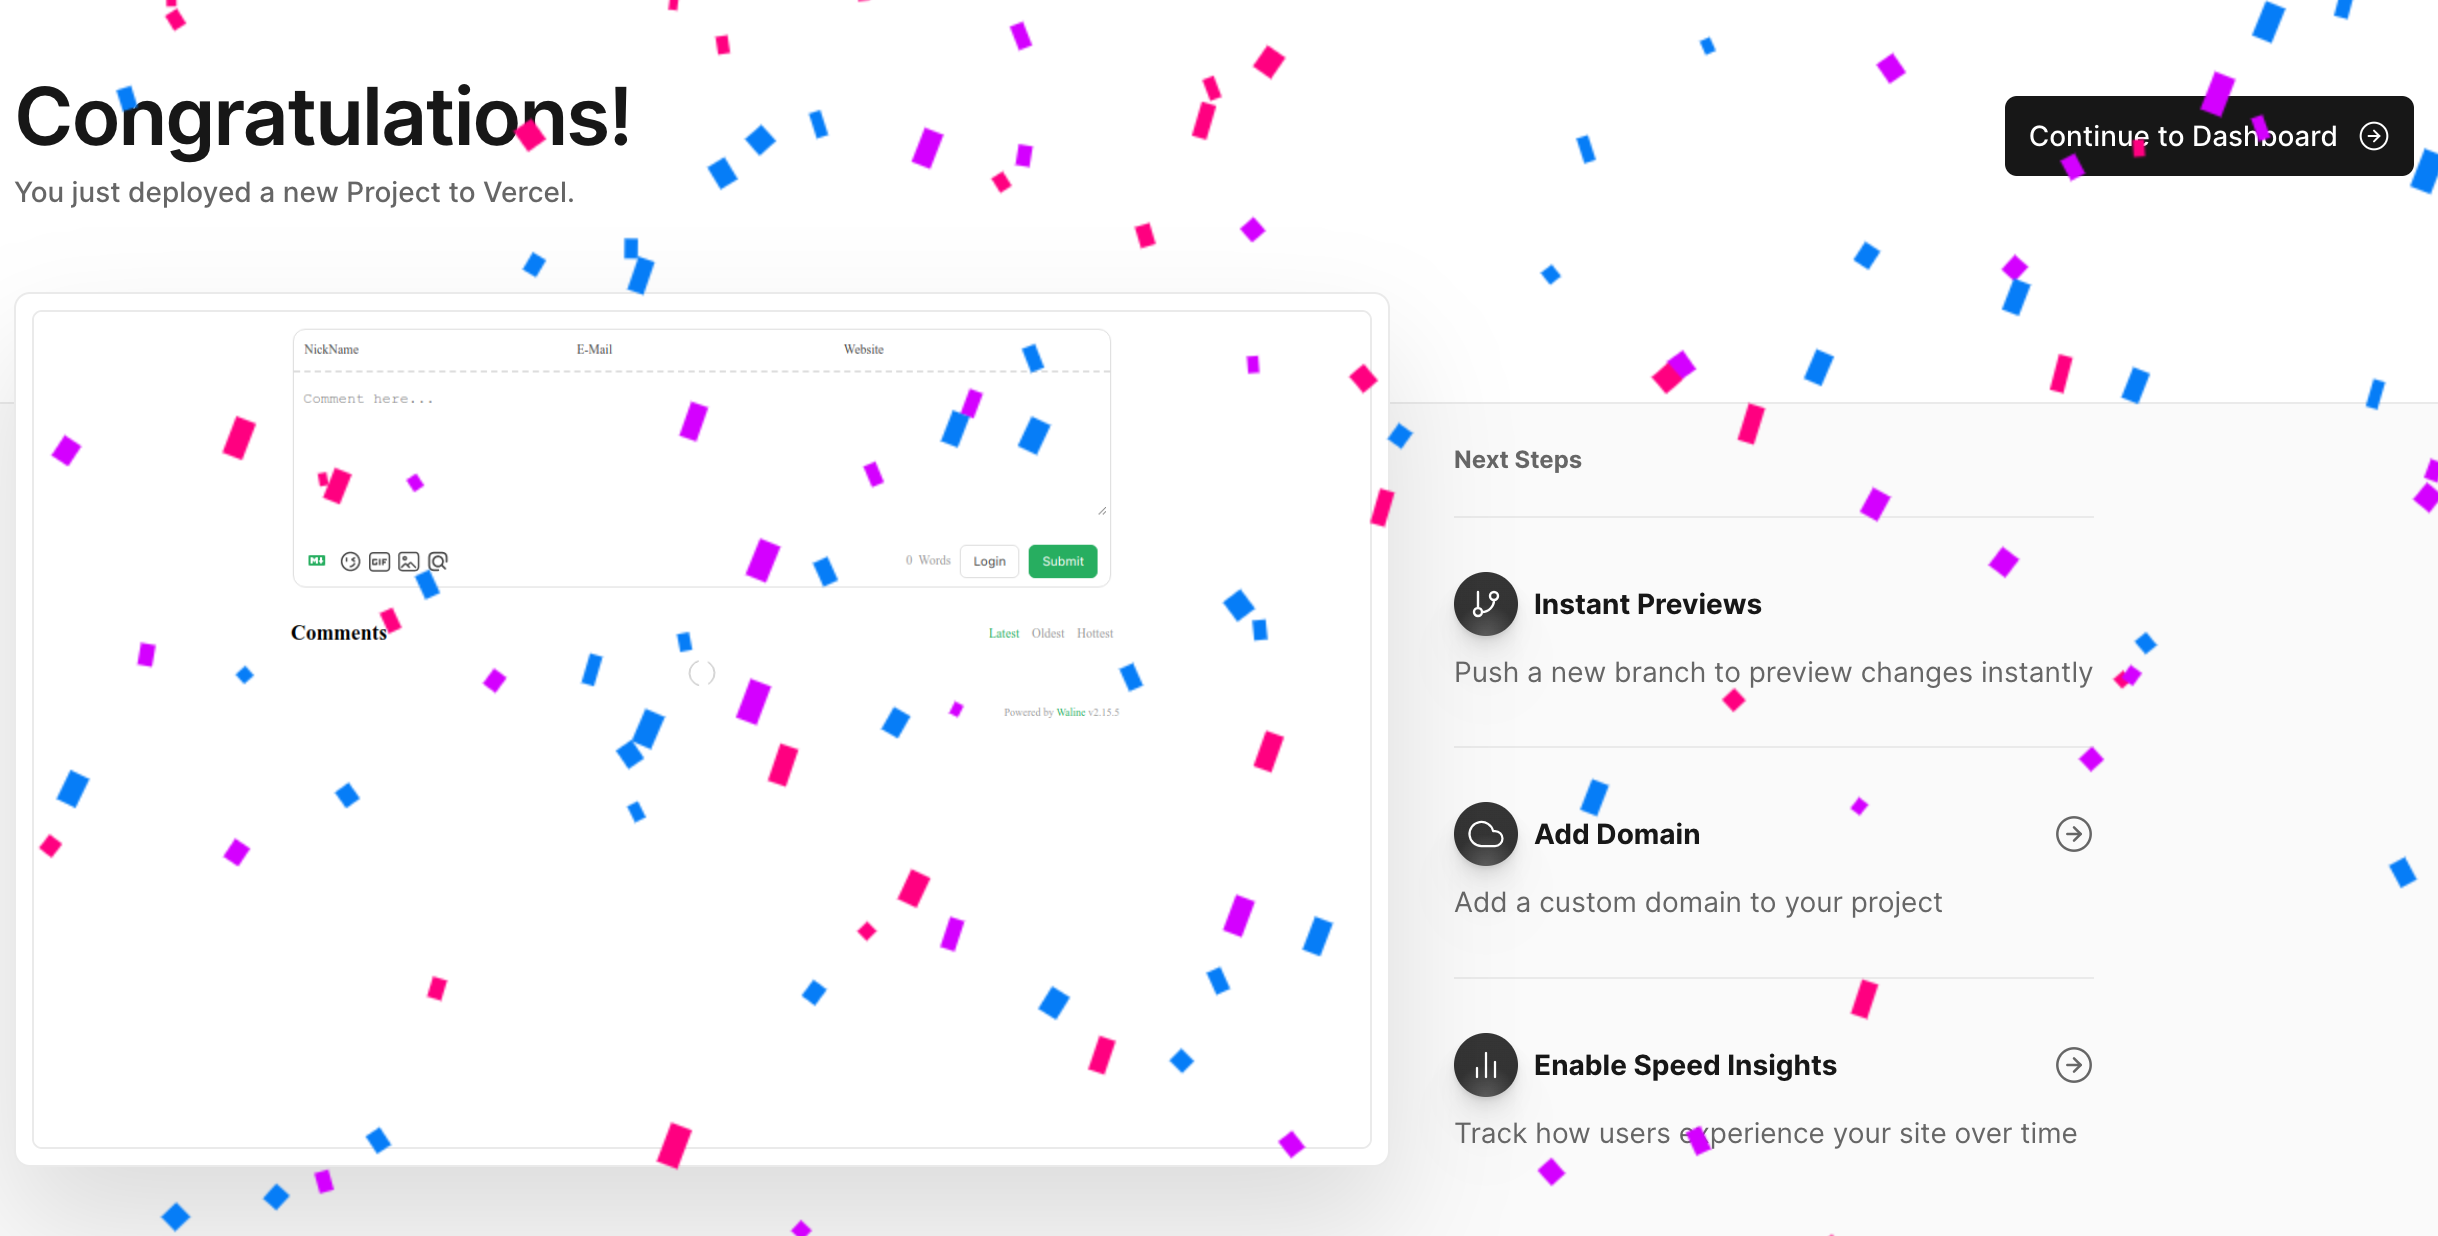 Congratulations!
You just deployed a new Project to Vercel.
Continue to Dashboard
NickName
E-Mail
Website
Comment here...
M↓
GIF
0 Words
Login
Submit
Comments
Latest
Oldest
Hottest
Powered by Waline v2.15.5
Next Steps
Instant Previews
Push a new branch to preview changes instantly
Add Domain
Add a custom domain to your project
Enable Speed Insights
Track how users experience your site over time